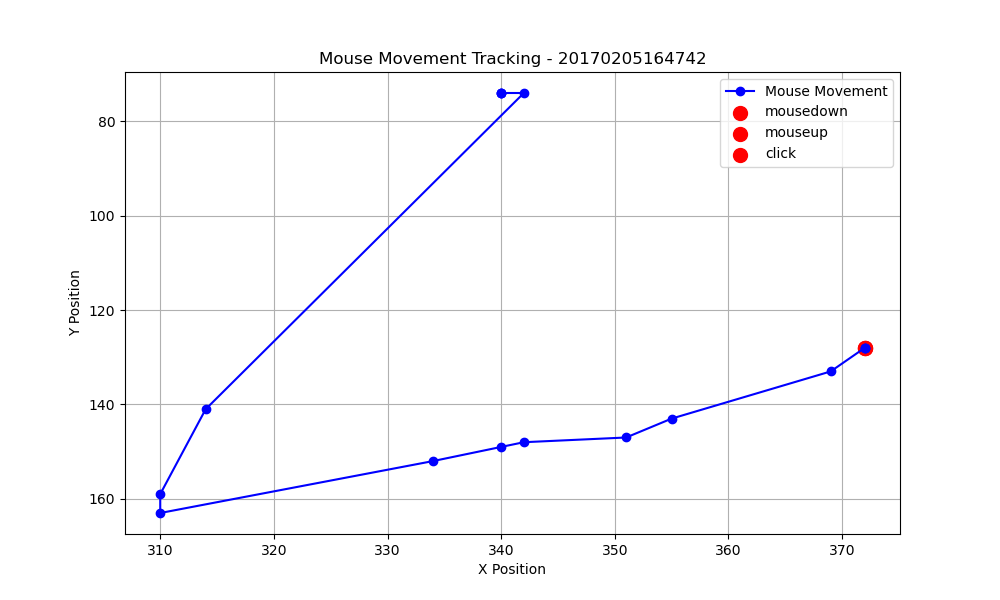 Mouse Movement Tracking - 20170205164742
Mouse Movement
mousedown
mouseup
click
80
100
120
140
160
Y Position
310 320 330 340 350 360 370
X Position